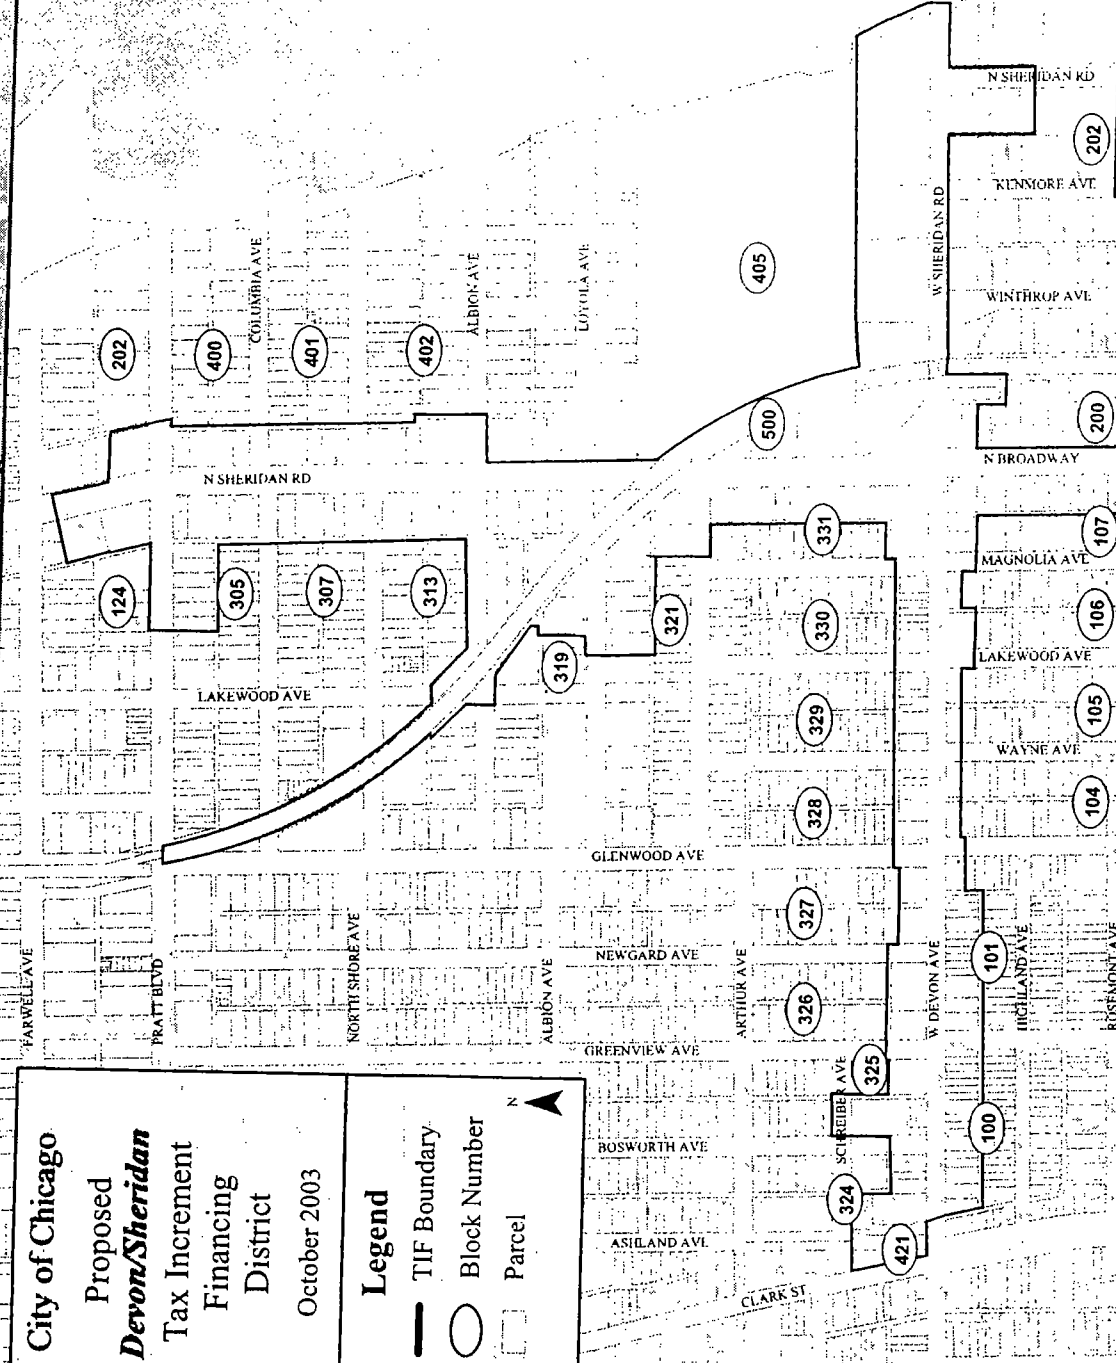 City of Chicago
Proposed
Devon/Sheridan
Tax Increment
Financing
District
October 2003
Legend
TIF Boundary
Block Number
Parcel
N
FARWELL AVE
PRATT BLVD
NORTH SHORE AVE
ALBION AVE
COLUMBIA AVE
ALBION AVE
LOYOLA AVE
N SHERIDAN RD
LAKEWOOD AVE
GLENWOOD AVE
NEWGARD AVE
GREENVIEW AVE
BOSWORTH AVE
ASHLAND AVE
CLARK ST
ARTHUR AVE
SCHREIBER AVE
W DEVON AVE
HIGHLAND AVE
ROSEMONT AVE
W SHERIDAN RD
N SHERIDAN RD
KENMORE AVE
WINTHROP AVE
N BROADWAY
MAGNOLIA AVE
LAKEWOOD AVE
WAYNE AVE
202
400
401
402
405
124
305
307
313
319
321
500
331
330
329
328
327
326
325
324
421
100
101
104
105
106
107
200
202